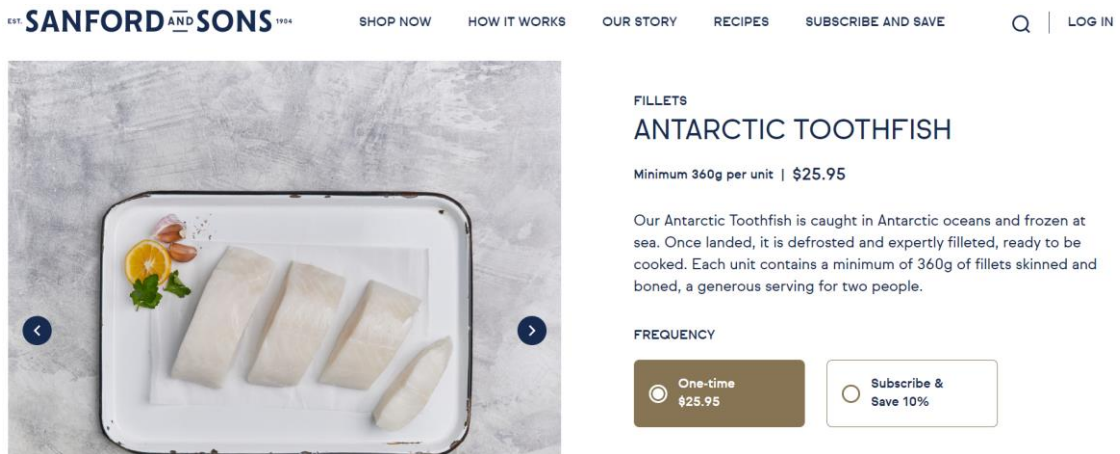 EST. SANFORD AND SONS 1904
SHOP NOW HOW IT WORKS OUR STORY RECIPES SUBSCRIBE AND SAVE LOG IN
FILLETS
ANTARCTIC TOOTHFISH
Minimum 360g per unit | $25.95
Our Antarctic Toothfish is caught in Antarctic oceans and frozen at
sea. Once landed, it is defrosted and expertly filleted, ready to be
cooked. Each unit contains a minimum of 360g of fillets skinned and
boned, a generous serving for two people.
FREQUENCY
One-time
$25.95
Subscribe &
Save 10%